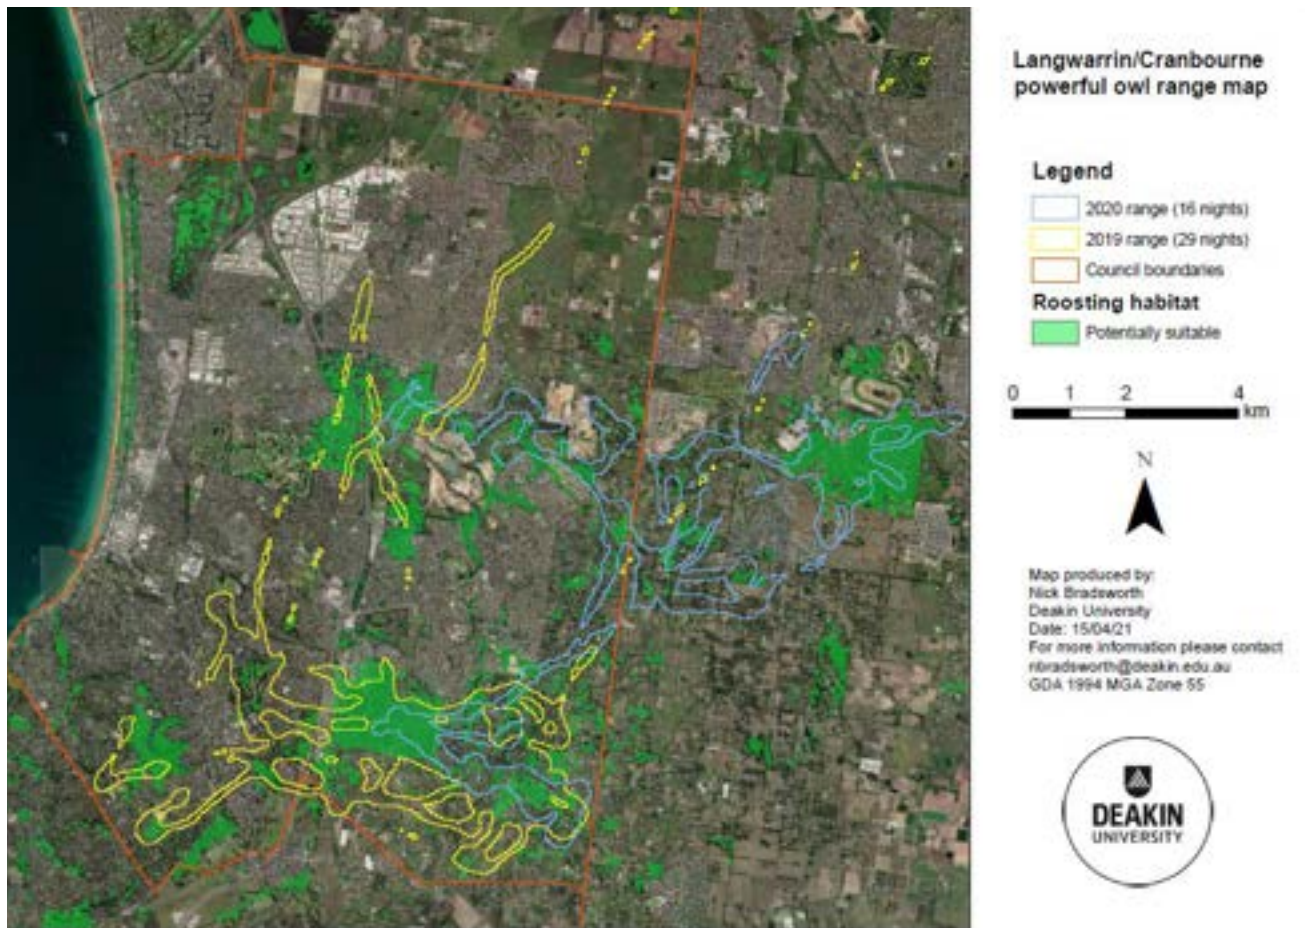 Langwarrin/Cranbourne
powerful owl range map
Legend
2020 range (16 nights)
2019 range (29 nights)
Council boundaries
Roosting habitat
Potentially suitable
0 1 2 4
km
N
Map produced by:
Nick Bradsworth
Deakin University
Date: 15/04/21
For more information please contact
nbradsworth@deakin.edu.au
GDA 1994 MGA Zone 55
DEAKIN
UNIVERSITY